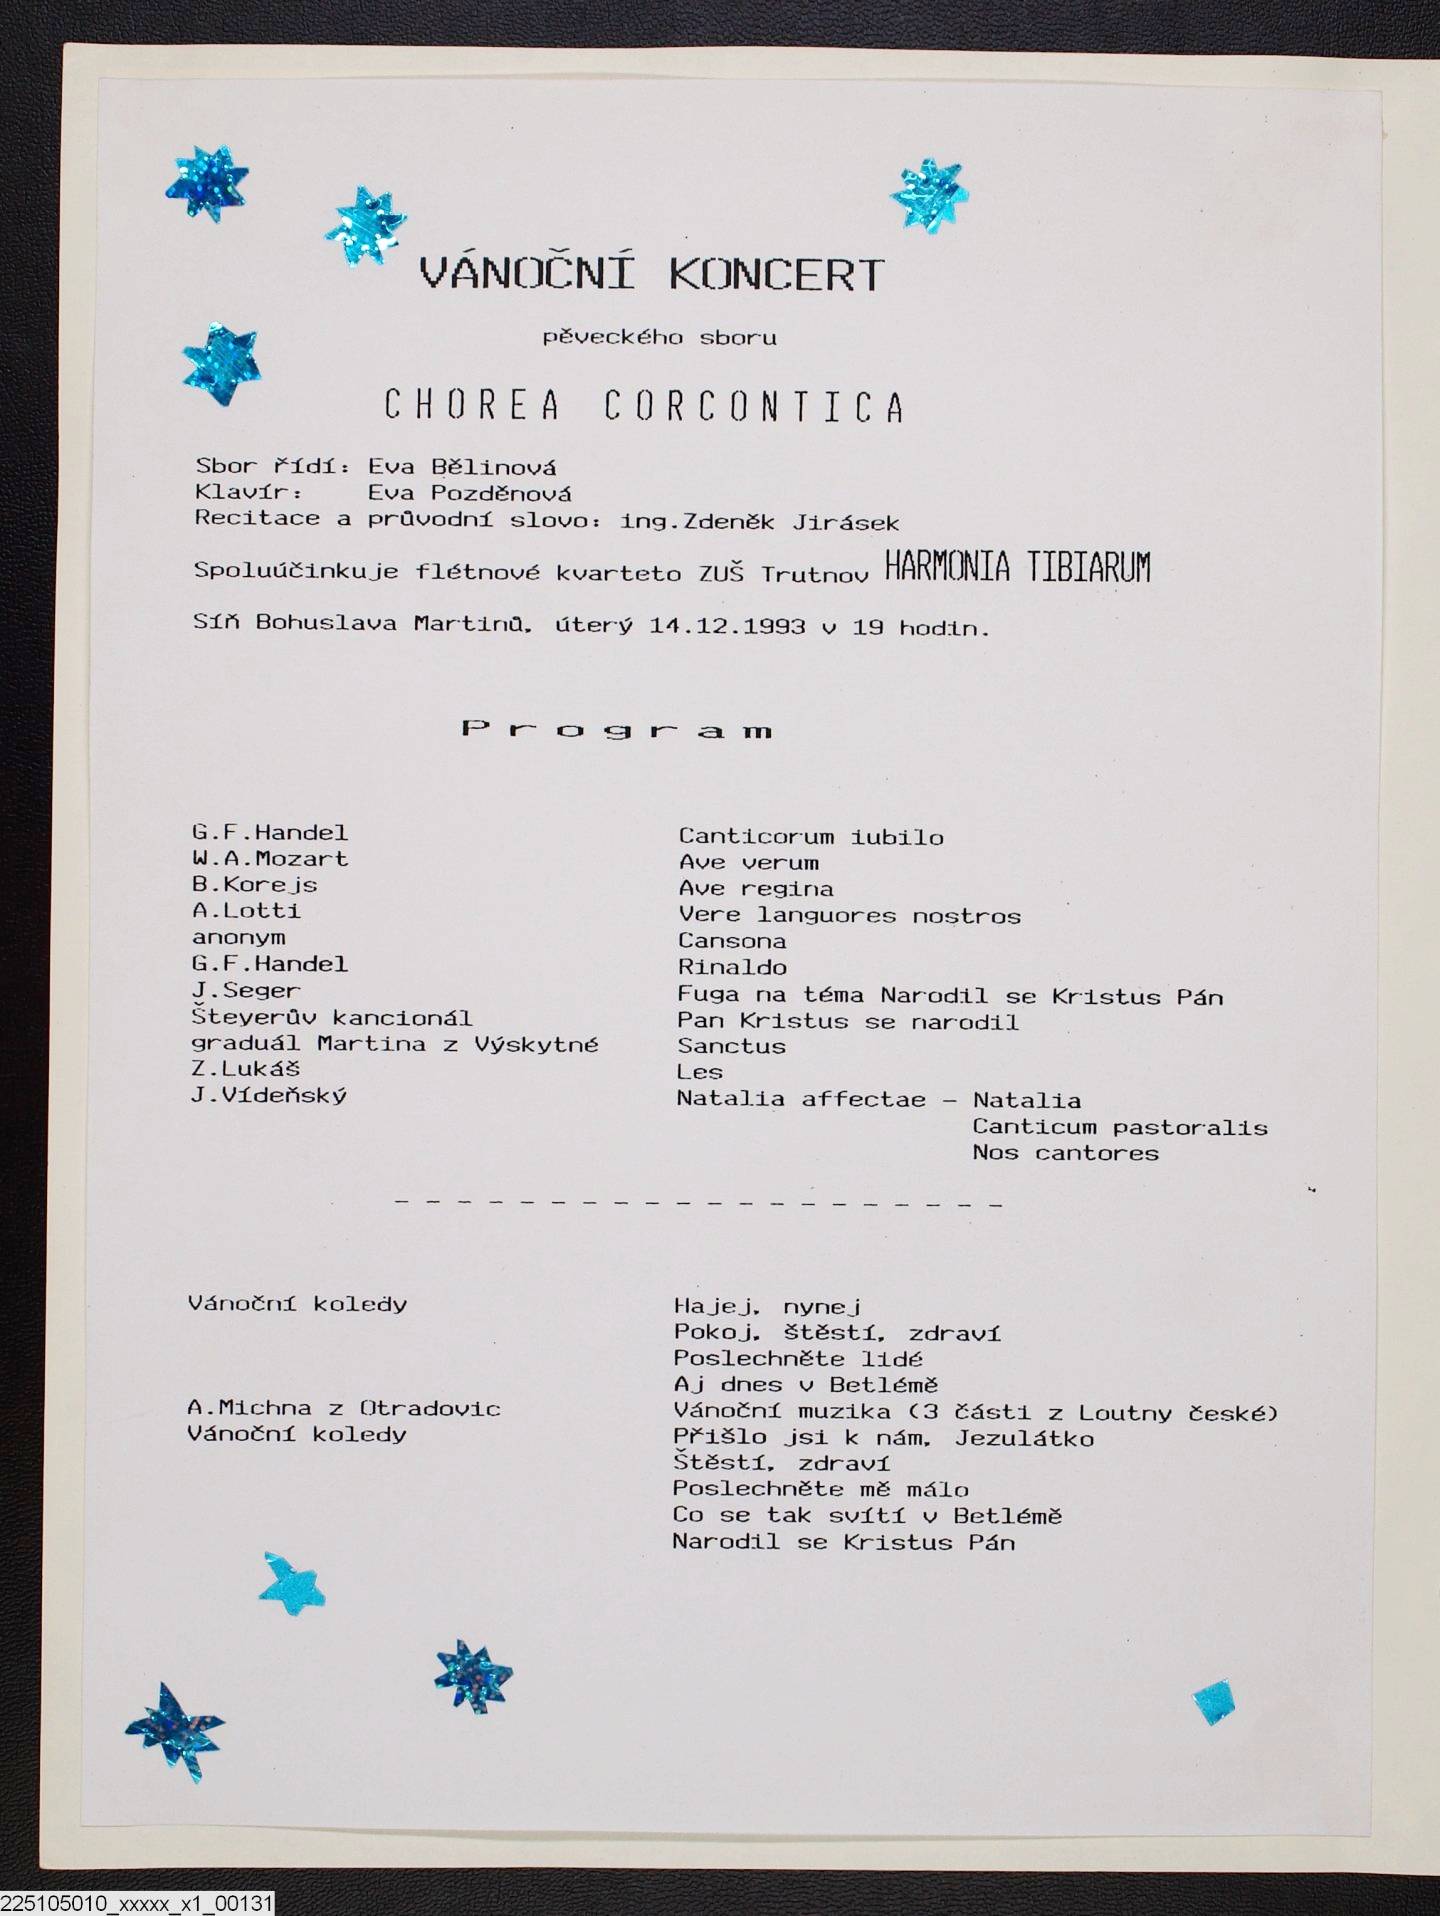 VÁNOČNÍ KONCERT
pěveckého sboru
CHOREA CORCONTICA
Sbor řídí: Eva Bělinová
Klavír: Eva Pozděnová
Recitace a průvodní slovo: ing.Zdeněk Jirásek
Spoluúčinkuje flétnové kvarteto ZUŠ Trutnov HARMONIA TIBIARUM
Síň Bohuslava Martinů, úterý 14.12.1993 v 19 hodin.
Program
G.F.Handel Canticorum iubilo
W.A.Mozart Ave verum
B.Korejs Ave regina
A.Lotti Vere languores nostros
anonym Cansona
G.F.Handel Rinaldo
J.Seger Fuga na téma Narodil se Kristus Pán
Šteyerův kancionál Pan Kristus se narodil
graduál Martina z Výskytné Sanctus
Z.Lukáš Les
J.Vídeňský Natalia affectae – Natalia
Canticum pastoralis
Nos cantores
– – – – – – – – – – – – – – – – – – – –
Vánoční koledy Hajej, nynej
Pokoj, štěstí, zdraví
Poslechněte lidé
Aj dnes v Betlémě
A.Michna z Otradovic Vánoční muzika (3 části z Loutny české)
Vánoční koledy Přišlo jsi k nám, Jezulátko
Štěstí, zdraví
Poslechněte mě málo
Co se tak svítí v Betlémě
Narodil se Kristus Pán
225105010_xxxxx_x1_00131